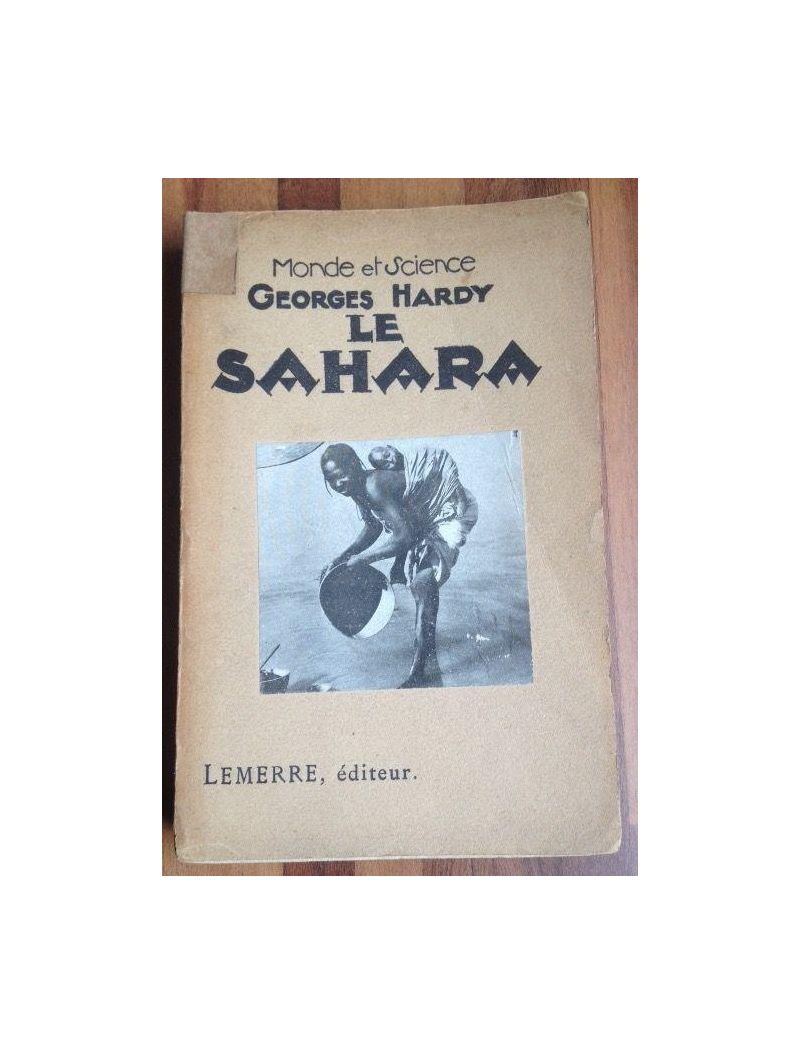 Monde et Science
GEORGES HARDY
LE
SAHARA
LEMERRE, éditeur.